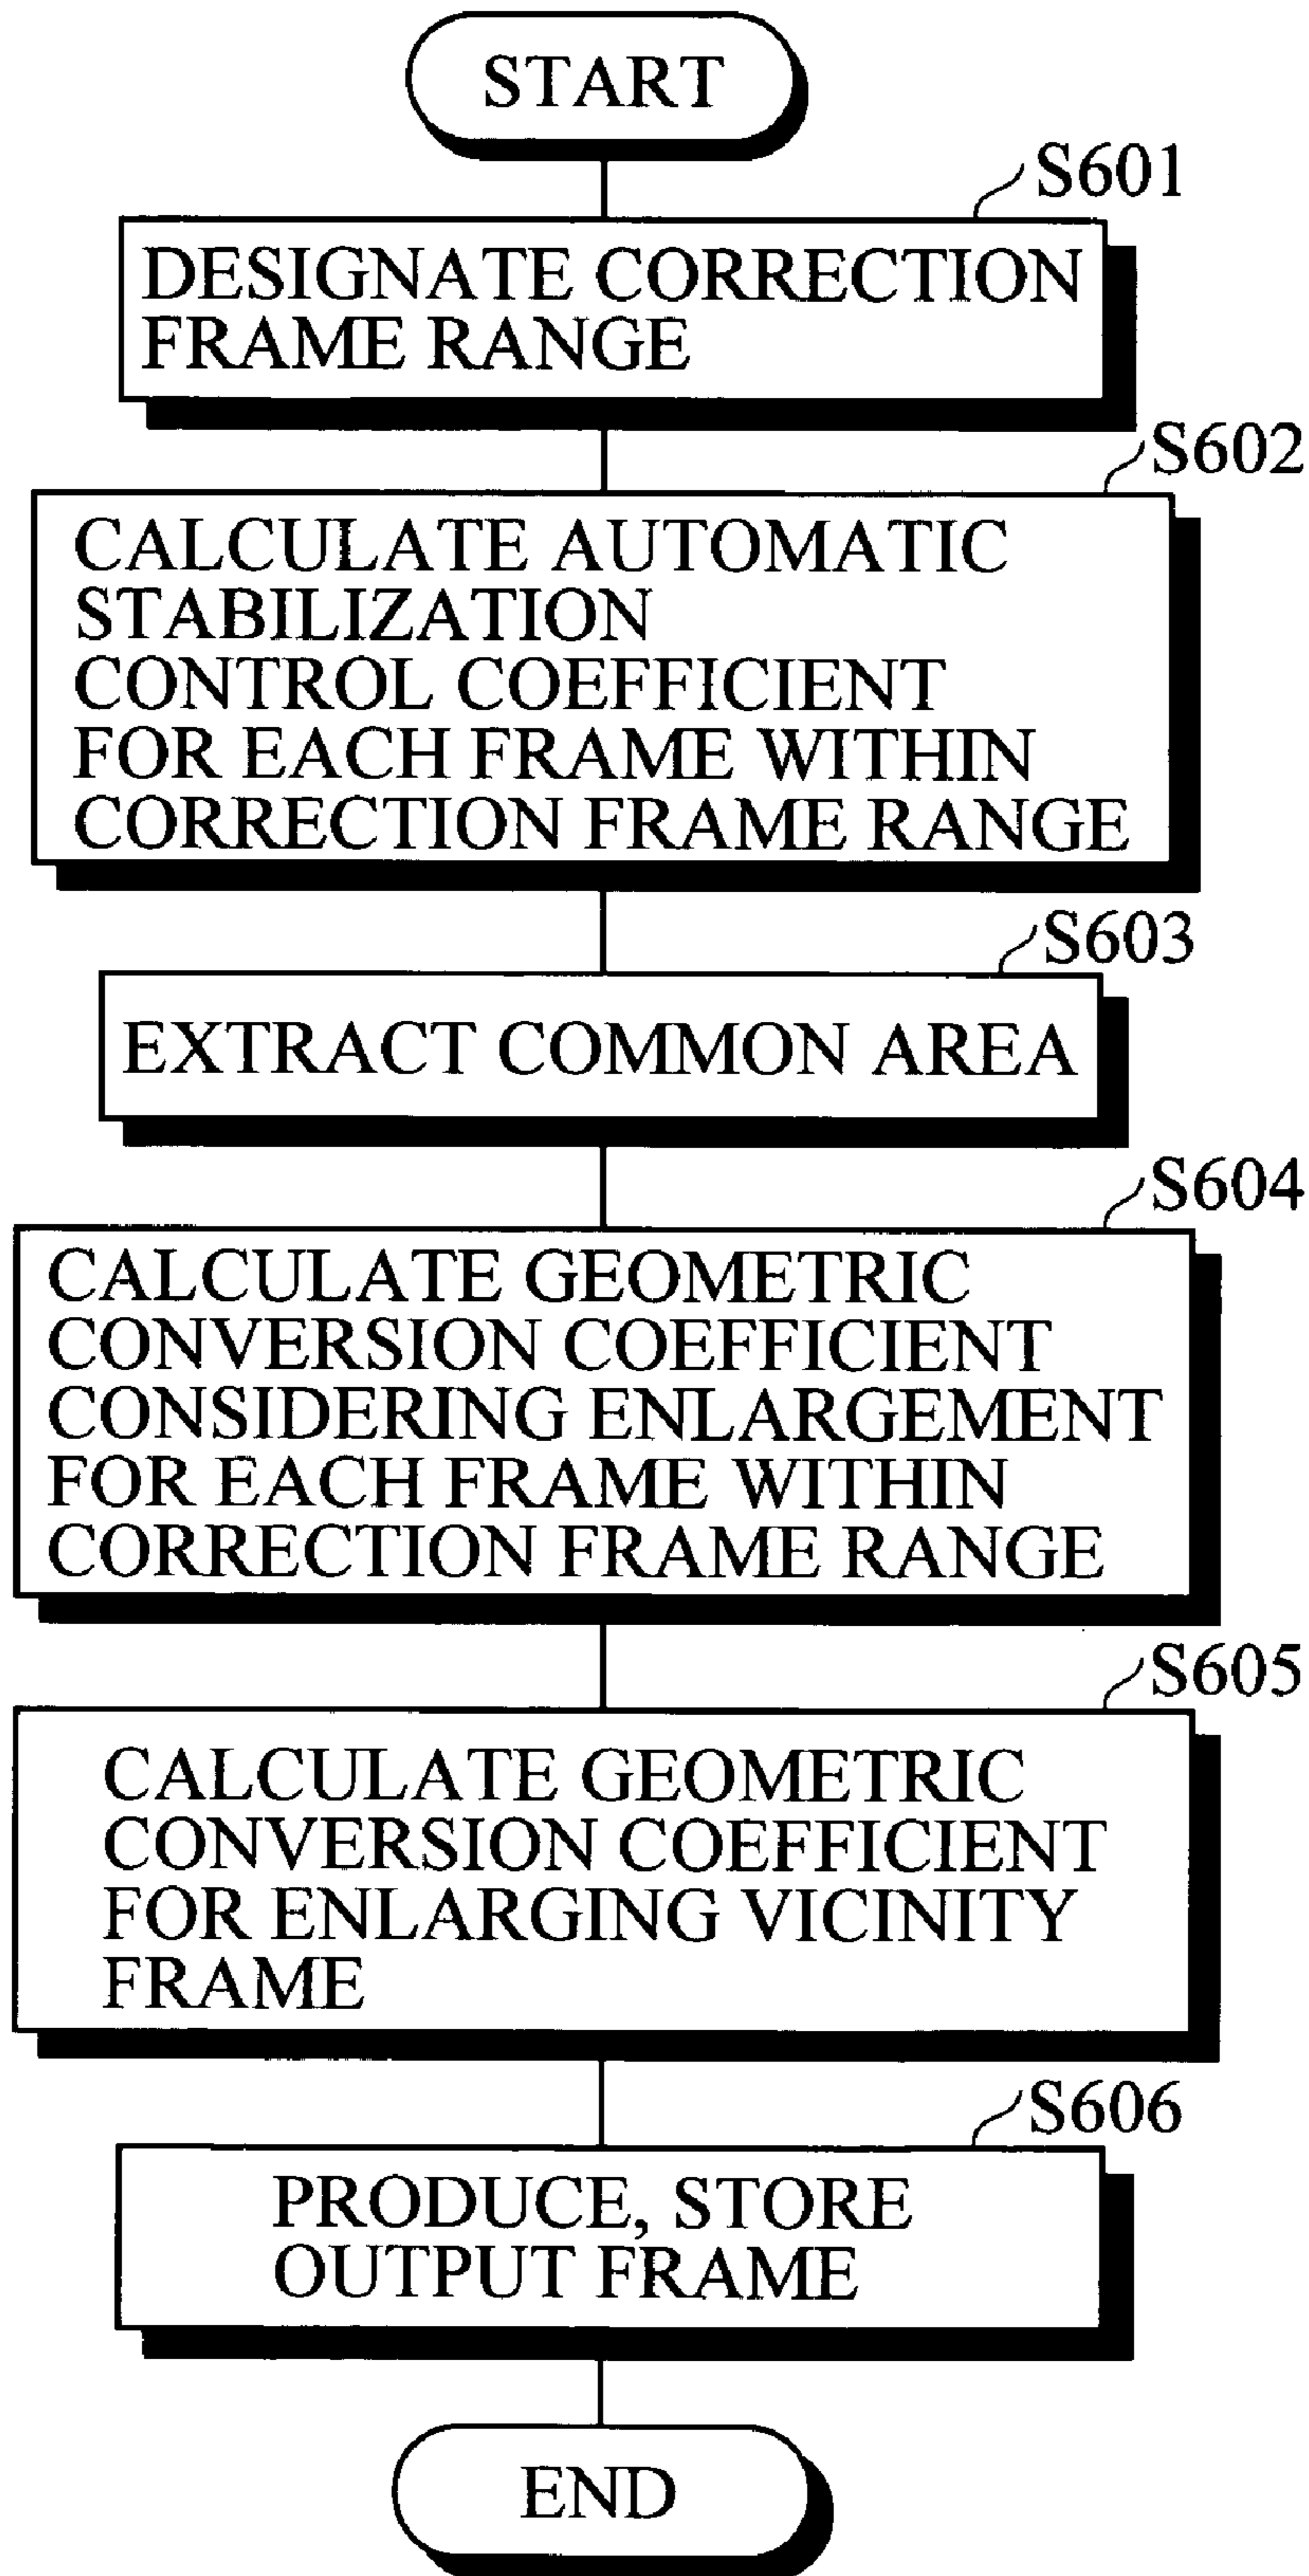 START
S601
DESIGNATE CORRECTION
FRAME RANGE
S602
CALCULATE AUTOMATIC
STABILIZATION
CONTROL COEFFICIENT
FOR EACH FRAME WITHIN
CORRECTION FRAME RANGE
S603
EXTRACT COMMON AREA
S604
CALCULATE GEOMETRIC
CONVERSION COEFFICIENT
CONSIDERING ENLARGEMENT
FOR EACH FRAME WITHIN
CORRECTION FRAME RANGE
S605
CALCULATE GEOMETRIC
CONVERSION COEFFICIENT
FOR ENLARGING VICINITY
FRAME
S606
PRODUCE, STORE
OUTPUT FRAME
END